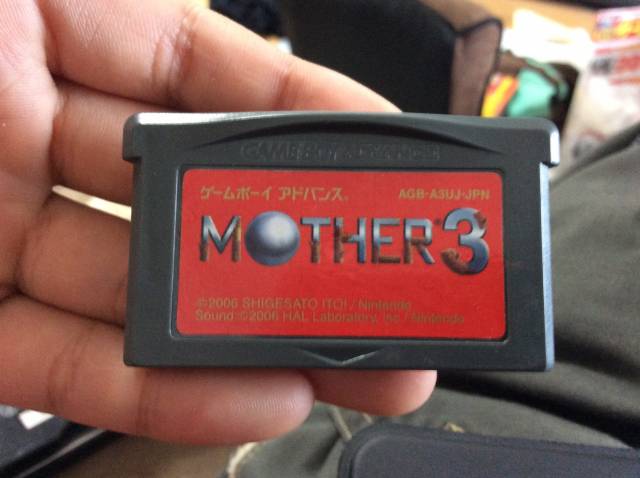 GAME BOY ADVANCE
ゲームボーイ アドバンス® AGB-A3UJ-JPN
MOTHER 3
©2006 SHIGESATO ITOI / Nintendo
Sound:©2006 HAL Laboratory, Inc. / Nintendo